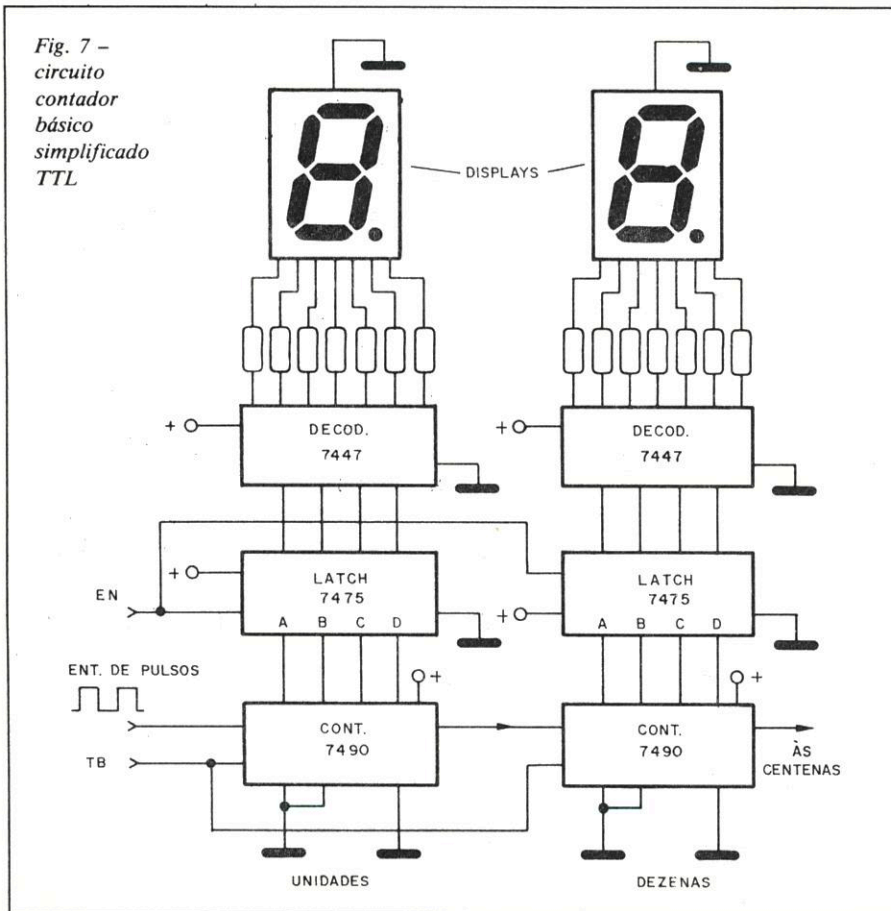 Fig. 7 –
circuito
contador
básico
simplificado
TTL
DISPLAYS
+
DECOD.
7447
+
DECOD.
7447
+
LATCH
7475
A B C D
EN
+
LATCH
7475
A B C D
ENT. DE PULSOS
+
CONT.
7490
TB
+
CONT.
7490
ÀS
CENTENAS
UNIDADES
DEZENAS